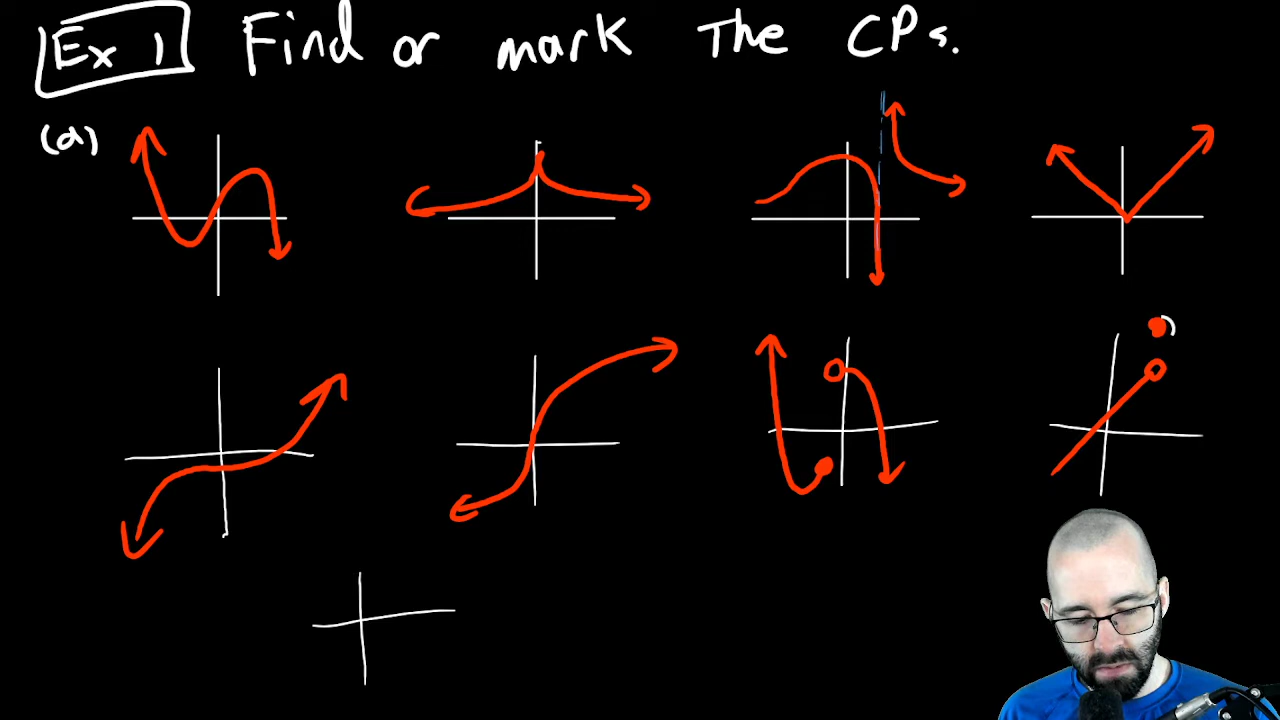 Ex 1 Find or mark The CPs.
(a)